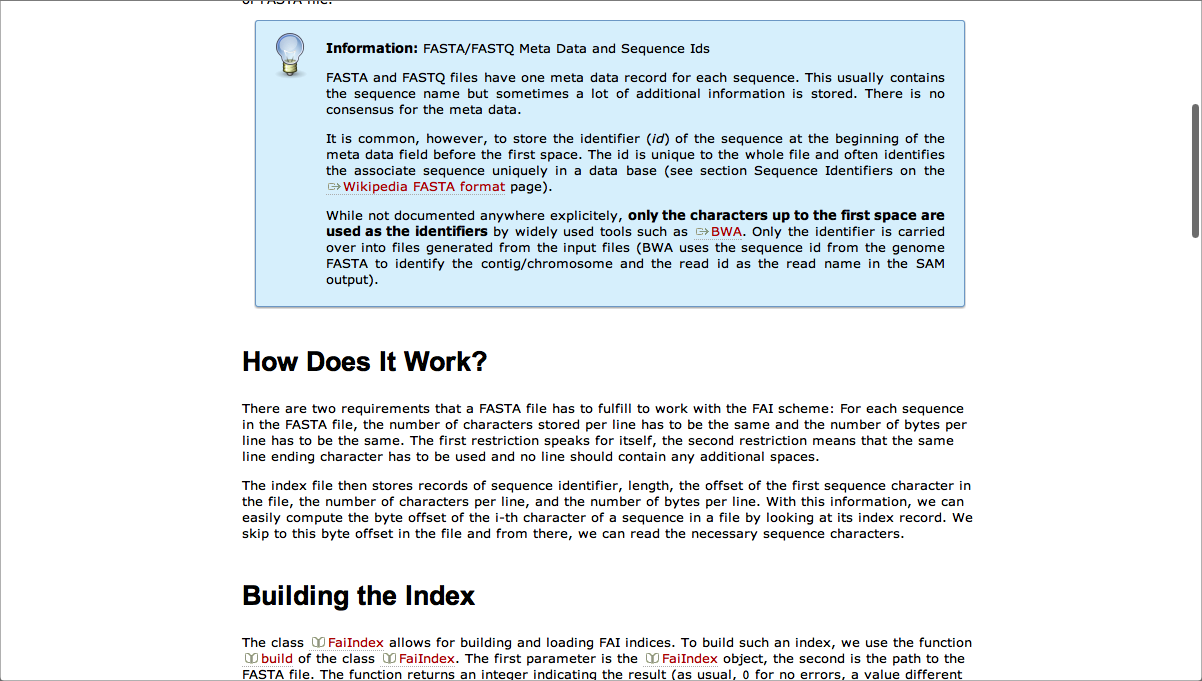 or FASTA file.
Information: FASTA/FASTQ Meta Data and Sequence Ids
FASTA and FASTQ files have one meta data record for each sequence. This usually contains
the sequence name but sometimes a lot of additional information is stored. There is no
consensus for the meta data.
It is common, however, to store the identifier (id) of the sequence at the beginning of the
meta data field before the first space. The id is unique to the whole file and often identifies
the associate sequence uniquely in a data base (see section Sequence Identifiers on the
Wikipedia FASTA format page).
While not documented anywhere explicitly, only the characters up to the first space are
used as the identifiers by widely used tools such as BWA. Only the identifier is carried
over into files generated from the input files (BWA uses the sequence id from the genome
FASTA to identify the contig/chromosome and the read id as the read name in the SAM
output).
How Does It Work?
There are two requirements that a FASTA file has to fulfill to work with the FAI scheme: For each sequence
in the FASTA file, the number of characters stored per line has to be the same and the number of bytes per
line has to be the same. The first restriction speaks for itself, the second restriction means that the same
line ending character has to be used and no line should contain any additional spaces.
The index file then stores records of sequence identifier, length, the offset of the first sequence character in
the file, the number of characters per line, and the number of bytes per line. With this information, we can
easily compute the byte offset of the i-th character of a sequence in a file by looking at its index record. We
skip to this byte offset in the file and from there, we can read the necessary sequence characters.
Building the Index
The class FaiIndex allows for building and loading FAI indices. To build such an index, we use the function
build of the class FaiIndex. The first parameter is the FaiIndex object, the second is the path to the
FASTA file. The function returns an integer indicating the result (as usual, 0 for no errors, a value different